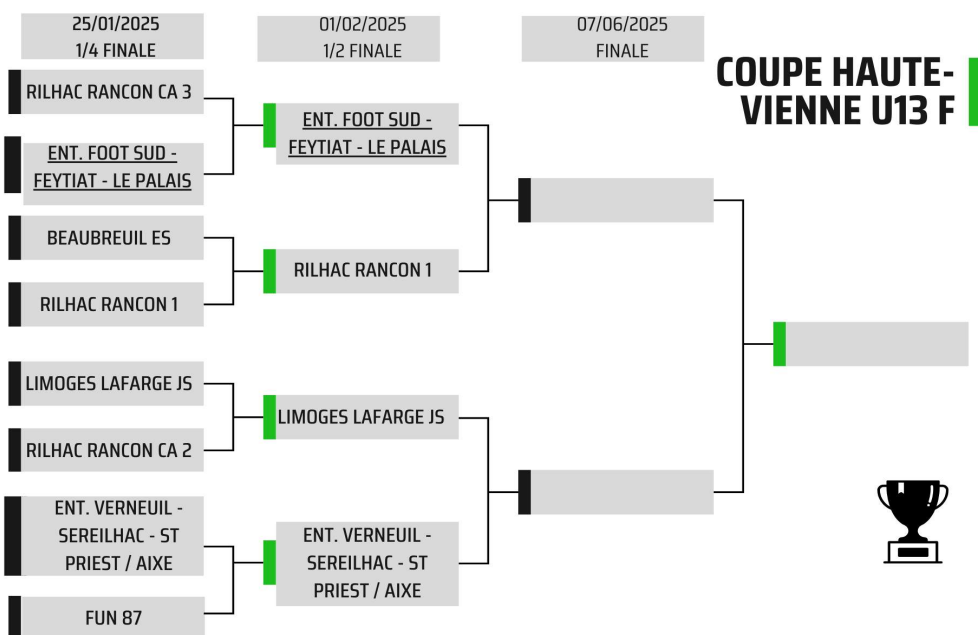 25/01/2025
1/4 FINALE
01/02/2025
1/2 FINALE
07/06/2025
FINALE
COUPE HAUTE-
VIENNE U13 F
RILHAC RANCON CA 3
ENT. FOOT SUD -
FEYTIAT - LE PALAIS
BEAUBREUIL ES
RILHAC RANCON 1
LIMOGES LAFARGE JS
RILHAC RANCON CA 2
ENT. VERNEUIL -
SEREILHAC - ST
PRIEST / AIXE
FUN 87
ENT. FOOT SUD -
FEYTIAT - LE PALAIS
RILHAC RANCON 1
LIMOGES LAFARGE JS
ENT. VERNEUIL -
SEREILHAC - ST
PRIEST / AIXE